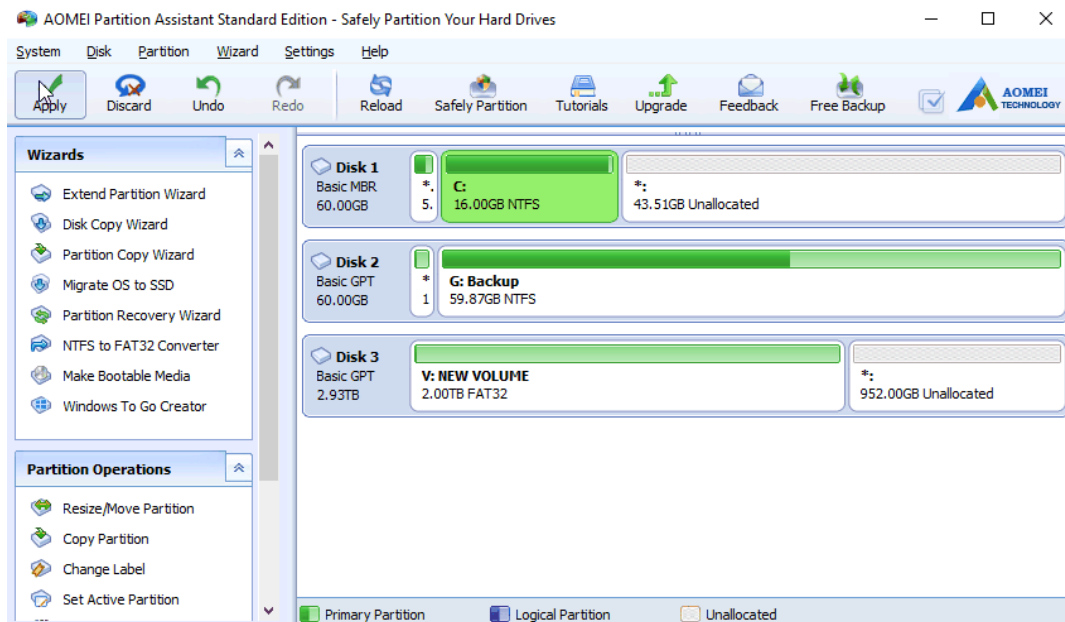 AOMEI Partition Assistant Standard Edition - Safely Partition Your Hard Drives
System Disk Partition Wizard Settings Help
Apply Discard Undo Redo Reload Safely Partition Tutorials Upgrade Feedback Free Backup
AOMEI
TECHNOLOGY
Wizards
Extend Partition Wizard
Disk Copy Wizard
Partition Copy Wizard
Migrate OS to SSD
Partition Recovery Wizard
NTFS to FAT32 Converter
Make Bootable Media
Windows To Go Creator
Partition Operations
Resize/Move Partition
Copy Partition
Change Label
Set Active Partition
Disk 1
Basic MBR
60.00GB
*.
5.
C:
16.00GB NTFS
*:
43.51GB Unallocated
Disk 2
Basic GPT
60.00GB
*
1
G: Backup
59.87GB NTFS
Disk 3
Basic GPT
2.93TB
V: NEW VOLUME
2.00TB FAT32
*:
952.00GB Unallocated
Primary Partition Logical Partition Unallocated